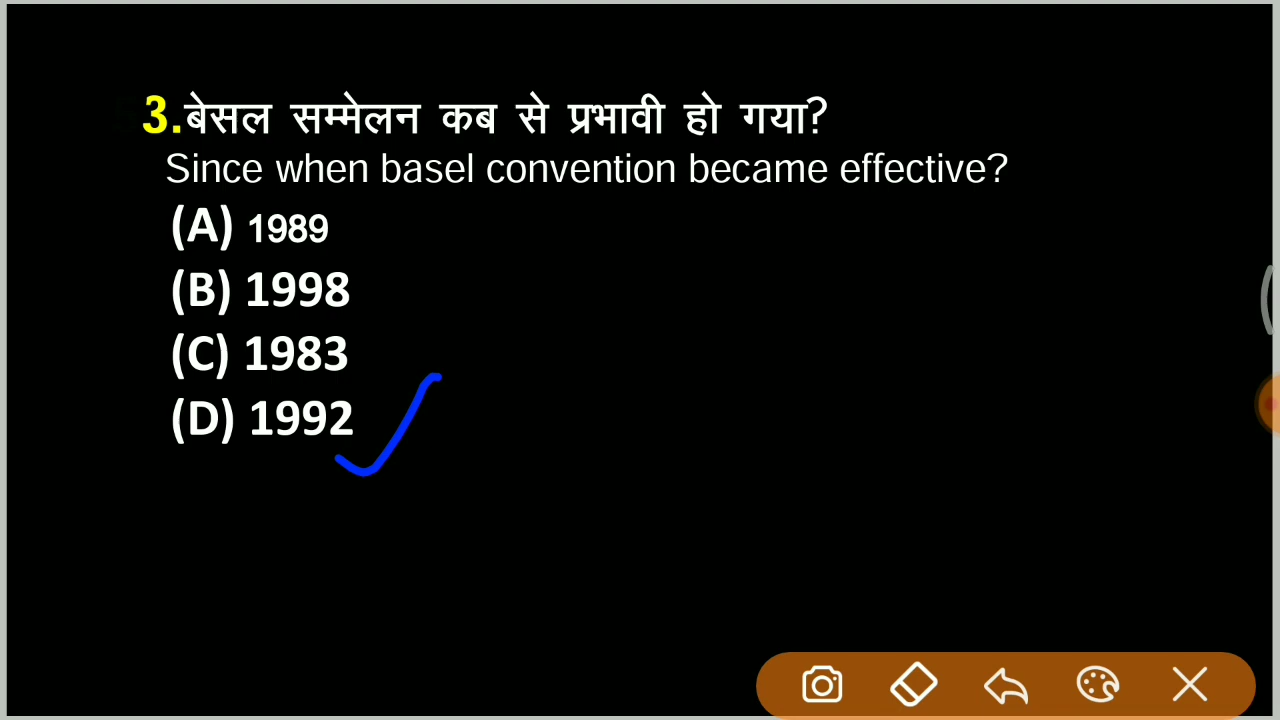 3.बेसल सम्मेलन कब से प्रभावी हो गया?
Since when basel convention became effective?
(A) 1989
(B) 1998
(C) 1983
(D) 1992